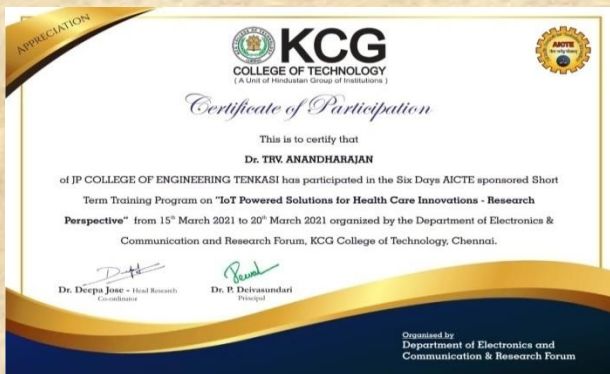 APPRECIATION
KCG
COLLEGE OF TECHNOLOGY
( A Unit of Hindustan Group of Institutions )
AICTE
Certificate of Participation
This is to certify that
Dr. TRV. ANANDHARAJAN
of JP COLLEGE OF ENGINEERING TENKASI has participated in the Six Days AICTE sponsored Short
Term Training Program on "IoT Powered Solutions for Health Care Innovations - Research
Perspective" from 15th March 2021 to 20th March 2021 organized by the Department of Electronics &
Communication and Research Forum, KCG College of Technology, Chennai.
Dr. Deepa Jose - Head Research
Co-ordinator
Dr. P. Deivasundari
Principal
Organised by
Department of Electronics and
Communication & Research Forum